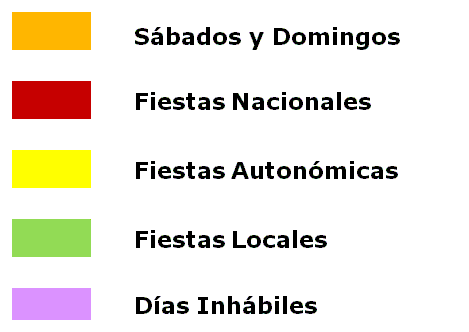 Sábados y Domingos
Fiestas Nacionales
Fiestas Autonómicas
Fiestas Locales
Días Inhábiles